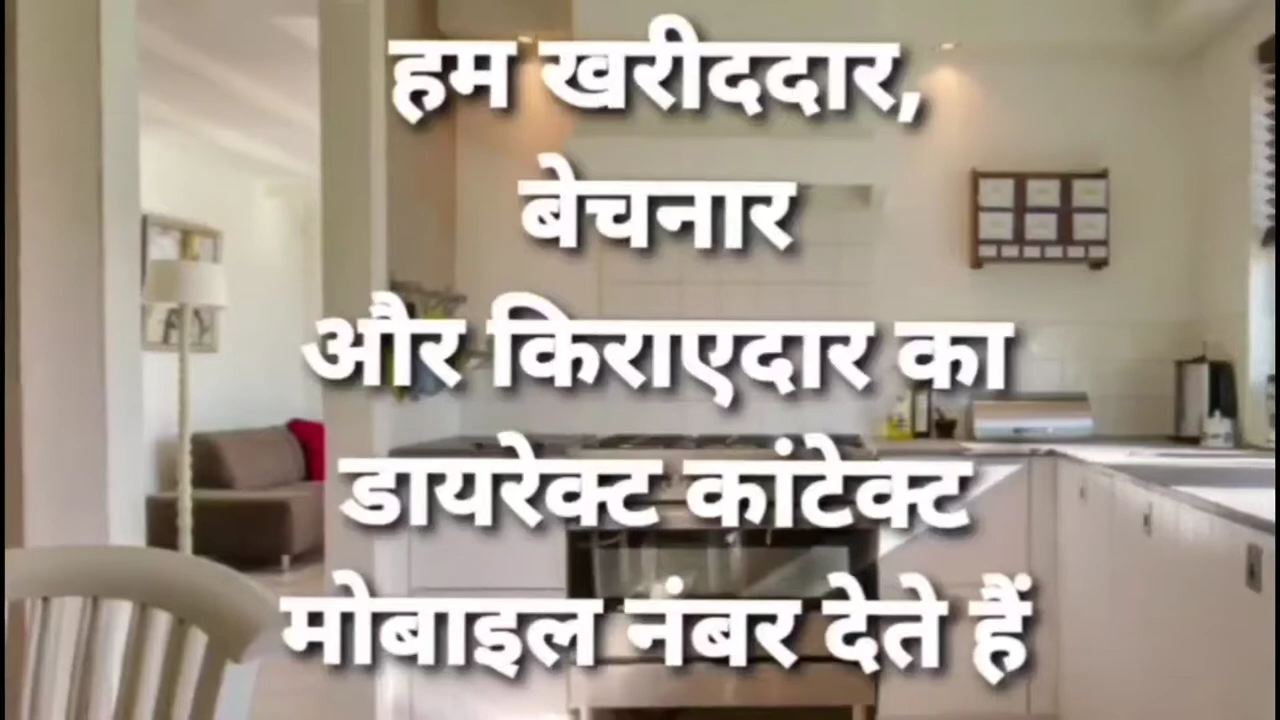 हम खरीददार,
बेचनार
और किराएदार का
डायरेक्ट कांटेक्ट
मोबाइल नंबर देते हैं